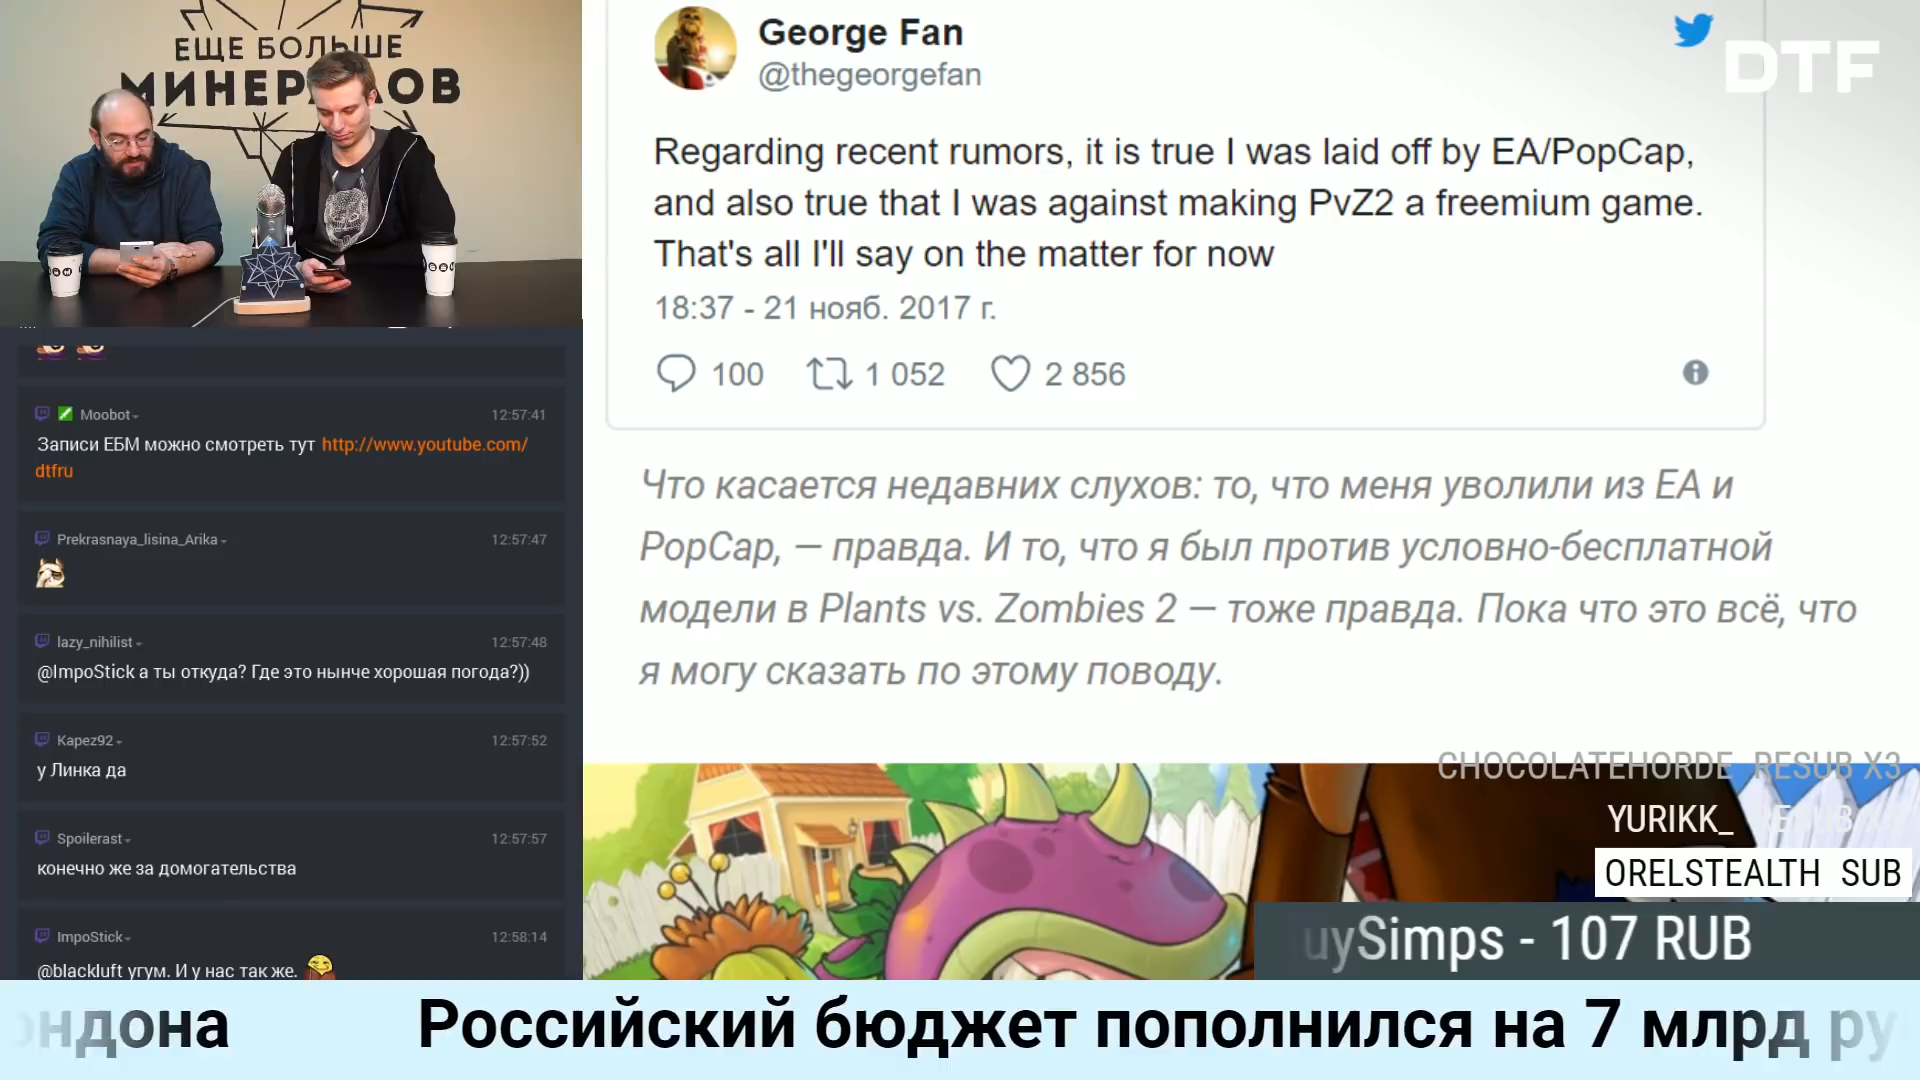 ЕЩЕ БОЛЬШЕ
George Fan
@thegeorgefan
DTF
Regarding recent rumors, it is true I was laid off by EA/PopCap,
and also true that I was against making PvZ2 a freemium game.
That's all I'll say on the matter for now
18:37 - 21 нояб. 2017 г.
100 1 052 2 856
Что касается недавних слухов: то, что меня уволили из EA и
PopCap, — правда. И то, что я был против условно-бесплатной
модели в Plants vs. Zombies 2 — тоже правда. Пока что это всё, что
я могу сказать по этому поводу.
Moobot 12:57:41
Записи ЕБМ можно смотреть тут http://www.youtube.com/
dtfru
Prekrasnaya_lisina_Arika 12:57:47
lazy_nihilist 12:57:48
@ImpoStick а ты откуда? Где это нынче хорошая погода?))
Kapez92 12:57:52
у Линка да
Spoilerast 12:57:57
конечно же за домогательства
ImpoStick 12:58:14
@blackluft угум. И у нас так же.
CHOCOLATEHORDE RESUB X3
YURIKK_
ORELSTEALTH SUB
uySimps - 107 RUB
ондона Российский бюджет пополнился на 7 млрд ру